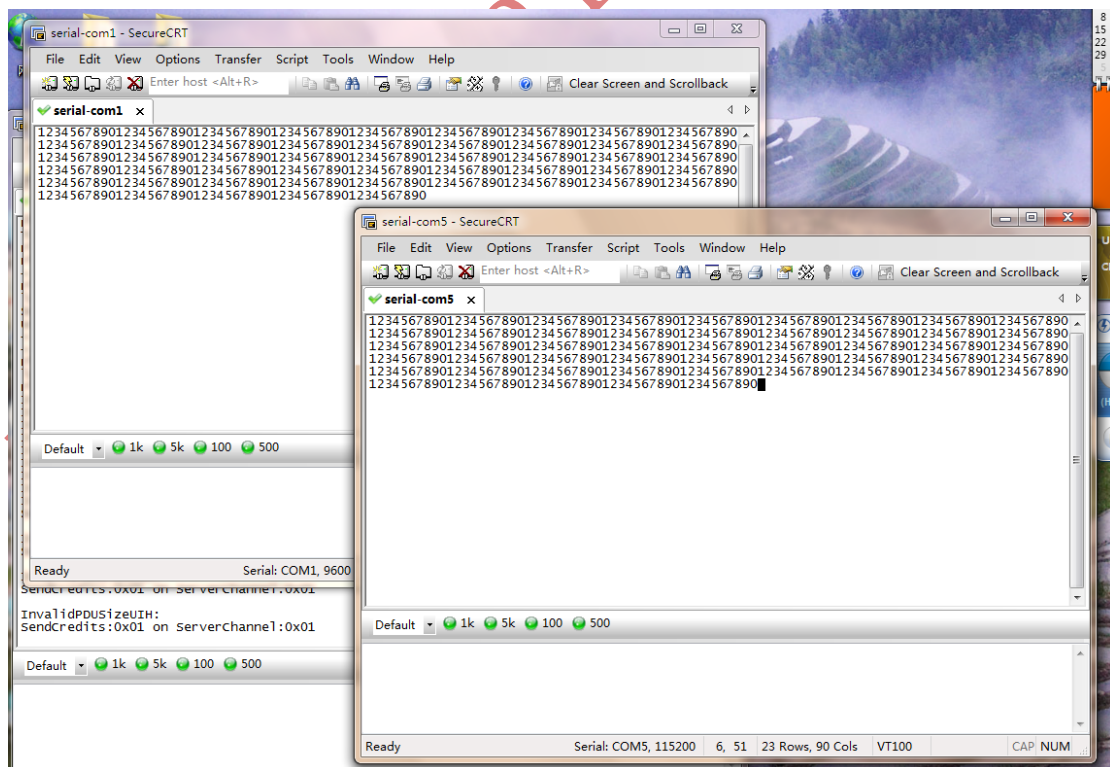 serial-com1 - SecureCRT
File Edit View Options Transfer Script Tools Window Help
Enter host <Alt+R>
Clear Screen and Scrollback
serial-com1 x
123456789012345678901234567890123456789012345678901234567890123456789012345678901234567890
123456789012345678901234567890123456789012345678901234567890123456789012345678901234567890
123456789012345678901234567890123456789012345678901234567890123456789012345678901234567890
123456789012345678901234567890123456789012345678901234567890123456789012345678901234567890
123456789012345678901234567890123456789012345678901234567890123456789012345678901234567890
12345678901234567890123456789012345678901234567890
Default 1k 5k 100 500
Ready Serial: COM1, 9600
SendCredits:0x01 on ServerChannel:0x01
InvalidPDUSizeUIH:
SendCredits:0x01 on ServerChannel:0x01
Default 1k 5k 100 500
serial-com5 - SecureCRT
File Edit View Options Transfer Script Tools Window Help
Enter host <Alt+R>
Clear Screen and Scrollback
serial-com5 x
123456789012345678901234567890123456789012345678901234567890123456789012345678901234567890
123456789012345678901234567890123456789012345678901234567890123456789012345678901234567890
123456789012345678901234567890123456789012345678901234567890123456789012345678901234567890
123456789012345678901234567890123456789012345678901234567890123456789012345678901234567890
123456789012345678901234567890123456789012345678901234567890123456789012345678901234567890
12345678901234567890123456789012345678901234567890
Default 1k 5k 100 500
Ready Serial: COM5, 115200 6, 51 23 Rows, 90 Cols VT100 CAP NUM
8
15
22
29